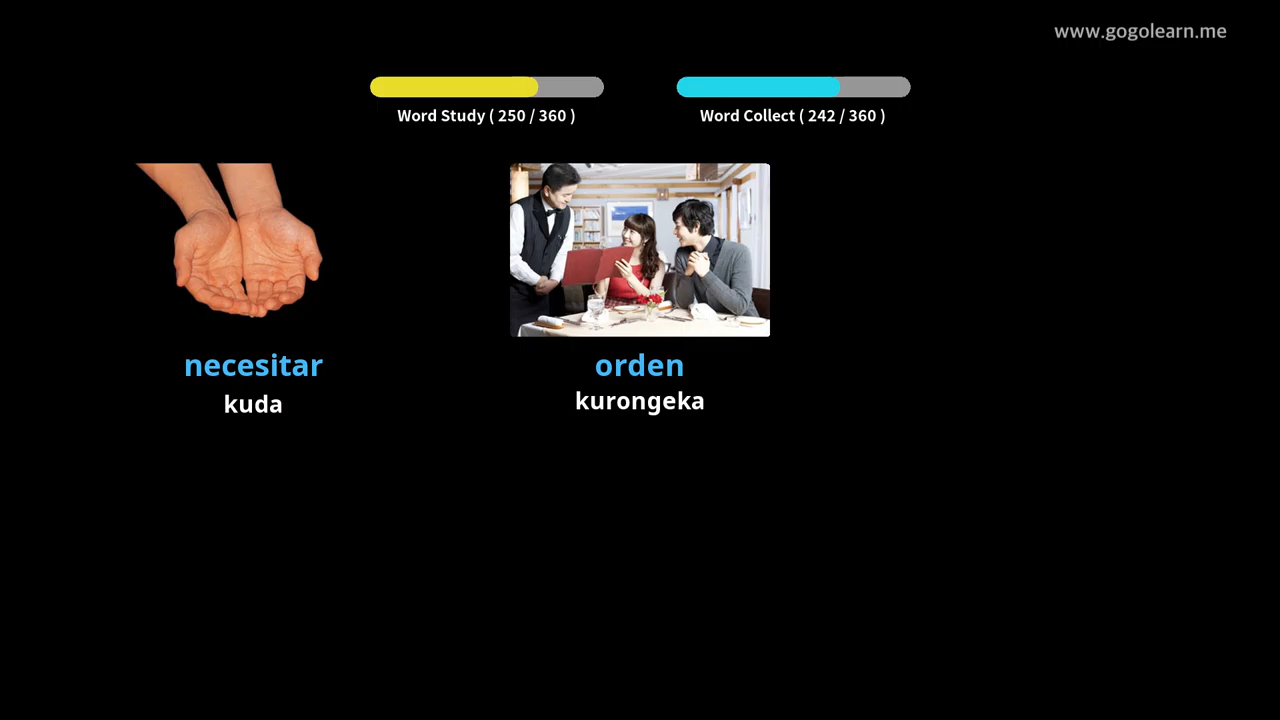 www.gogolearn.me
Word Study ( 250 / 360 )
Word Collect ( 242 / 360 )
necesitar
kuda
orden
kurongeka